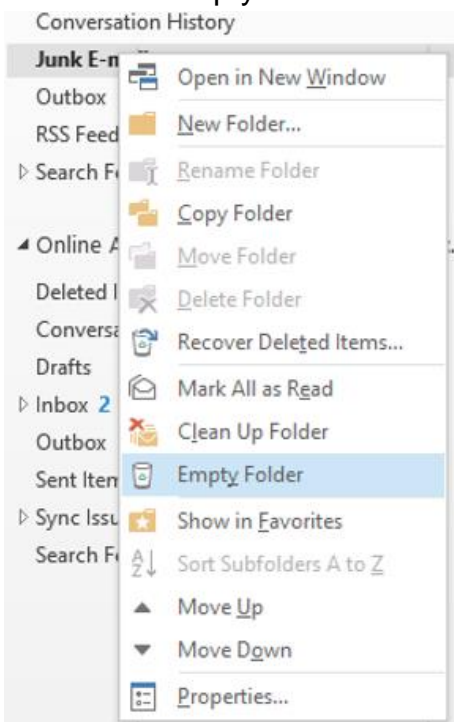 Conversation History
Junk E-
Outbox
RSS Feed
Search F
Online A
Deleted I
Conversa
Drafts
Inbox 2
Outbox
Sent Iter
Sync Issu
Search F
Open in New Window
New Folder...
Rename Folder
Copy Folder
Move Folder
Delete Folder
Recover Deleted Items...
Mark All as Read
Clean Up Folder
Empty Folder
Show in Favorites
Sort Subfolders A to Z
Move Up
Move Down
Properties...